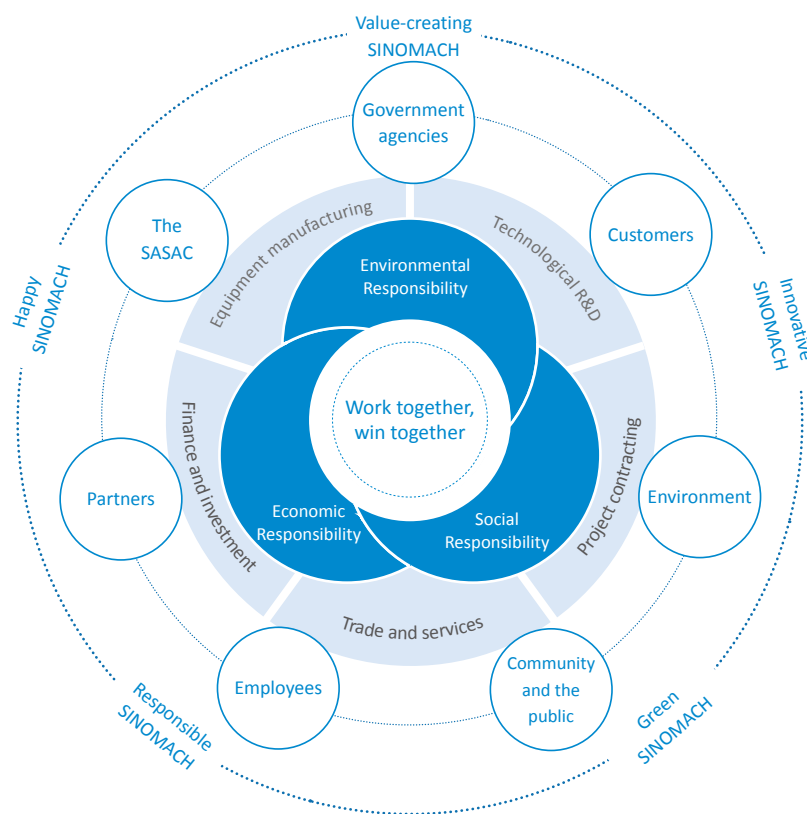 Value-creating
SINOMACH
Government
agencies
The
SASAC
Customers
Equipment manufacturing
Technological R&D
Environmental
Responsibility
Happy
SINOMACH
Innovative
SINOMACH
Work together,
win together
Finance and investment
Project contracting
Partners
Environment
Economic
Responsibility
Social
Responsibility
Trade and services
Employees
Community
and the
public
Responsible
SINOMACH
Green
SINOMACH